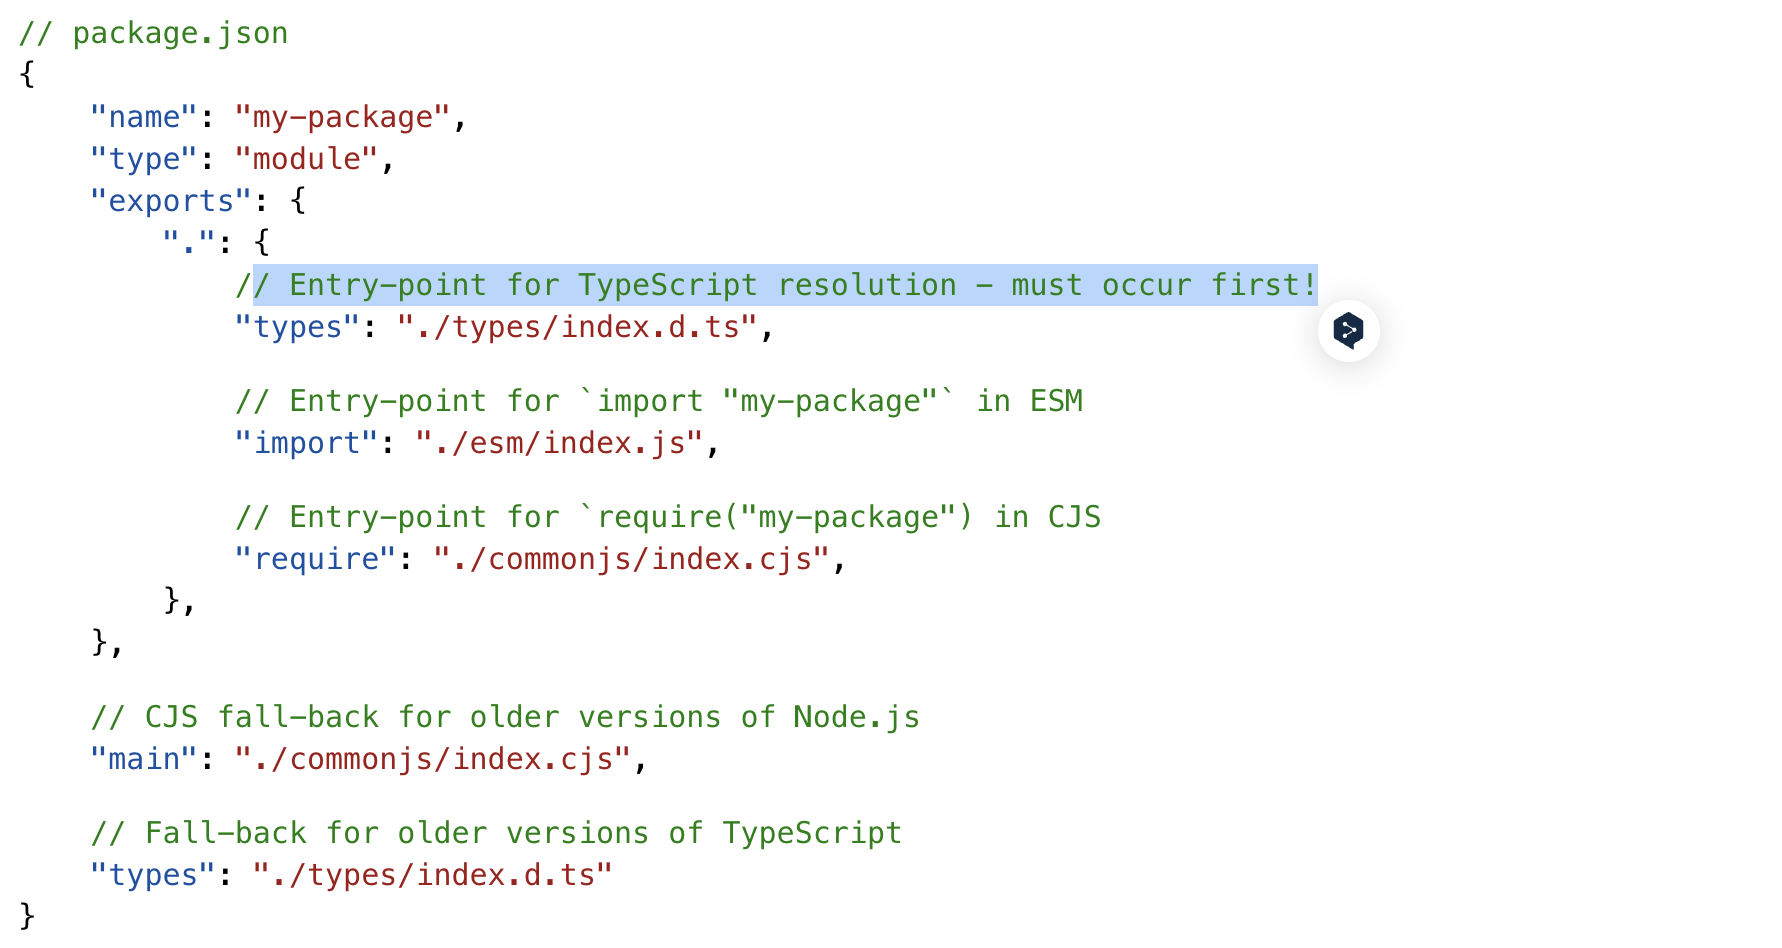 // package.json
{
"name": "my-package",
"type": "module",
"exports": {
".": {
// Entry-point for TypeScript resolution - must occur first!
"types": "./types/index.d.ts",
// Entry-point for `import "my-package"` in ESM
"import": "./esm/index.js",
// Entry-point for `require("my-package") in CJS
"require": "./commonjs/index.cjs",
},
},
// CJS fall-back for older versions of Node.js
"main": "./commonjs/index.cjs",
// Fall-back for older versions of TypeScript
"types": "./types/index.d.ts"
}